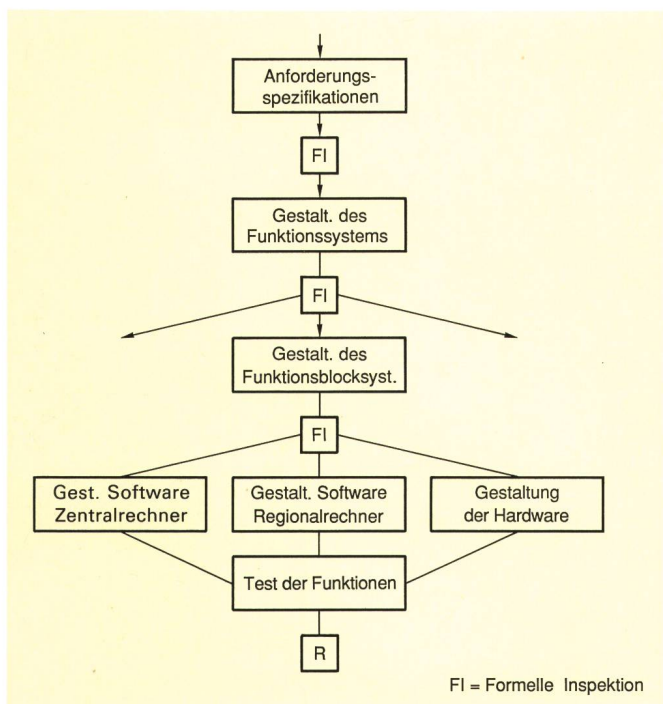 Anforderungs-
spezifikationen
FI
Gestalt. des
Funktionssystems
FI
Gestalt. des
Funktionsblocksyst.
FI
Gest. Software
Zentralrechner
Gestalt. Software
Regionalrechner
Gestaltung
der Hardware
Test der Funktionen
R
FI = Formelle Inspektion